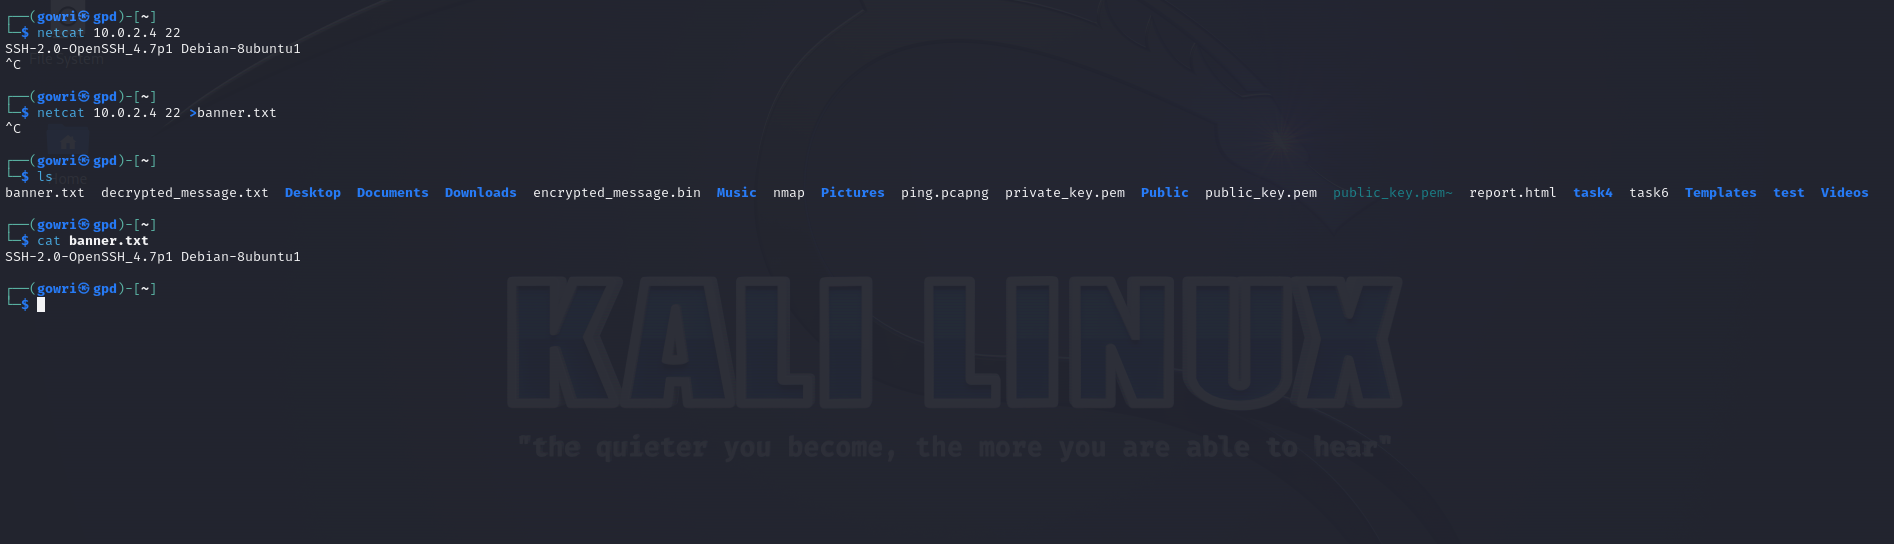 ┌──(gowri㉿gpd)-[~]
└─$ netcat 10.0.2.4 22
SSH-2.0-OpenSSH_4.7p1 Debian-8ubuntu1
File System
^C
┌──(gowri㉿gpd)-[~]
└─$ netcat 10.0.2.4 22 >banner.txt
^C
┌──(gowri㉿gpd)-[~]
└─$ ls
Home
banner.txt  decrypted_message.txt  Desktop  Documents  Downloads  encrypted_message.bin  Music  nmap  Pictures  ping.pcapng  private_key.pem  Public  public_key.pem  public_key.pem~  report.html  task4  task6  Templates  test  Videos
┌──(gowri㉿gpd)-[~]
└─$ cat banner.txt
SSH-2.0-OpenSSH_4.7p1 Debian-8ubuntu1
┌──(gowri㉿gpd)-[~]
└─$
KALI LINUX
"the quieter you become, the more you are able to hear"